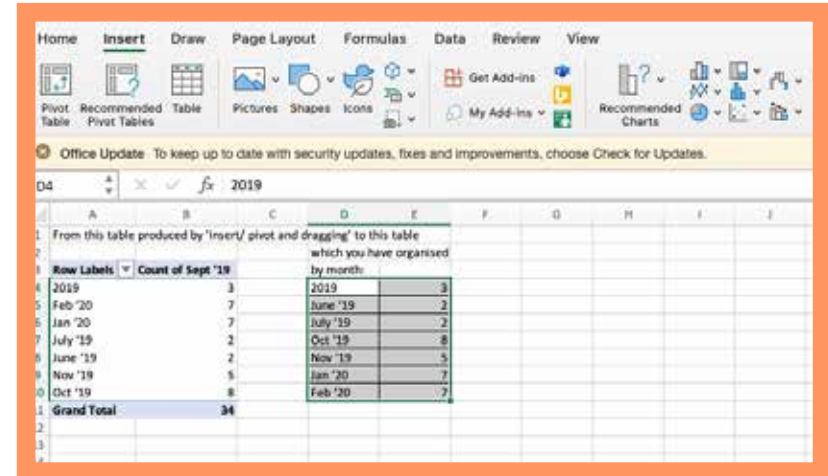 Home Insert Draw Page Layout Formulas Data Review View
Pivot Table
Recommended Pivot Tables
Table
Pictures
Shapes
Icons
Get Add-ins
My Add-ins
Recommended Charts
Office Update To keep up to date with security updates, fixes and improvements, choose Check for Updates.
D4 fx 2019
A B C D E F G H I J
From this table produced by 'insert/ pivot and dragging' to this table
which you have organised
Row Labels Count of Sept '19 by month:
2019 3 2019 3
Feb '20 7 June '19 2
Jan '20 7 July '19 2
July '19 2 Oct '19 8
June '19 2 Nov '19 5
Nov '19 5 Jan '20 7
Oct '19 8 Feb '20 7
Grand Total 34